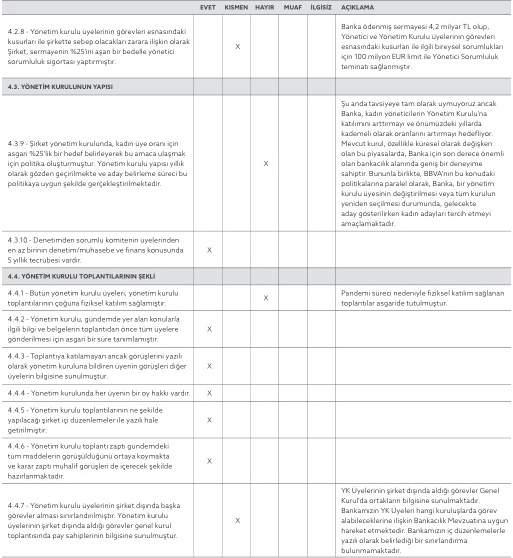 EVET KISMEN HAYIR MUAF İLGİSİZ AÇIKLAMA
4.2.8 - Yönetim kurulu üyelerinin görevleri esnasındaki
kusurları ile şirkette sebep olacakları zarara ilişkin olarak
Şirket, sermayenin %25'ini aşan bir bedelle yönetici
sorumluluk sigortası yaptırmıştır.
X
Banka ödenmiş sermayesi 4,2 milyar TL olup,
Yönetici ve Yönetim Kurulu üyelerinin görevleri
esnasındaki kusurları ile ilgili bireysel sorumlukları
için 100 milyon EUR limit ile Yönetici Sorumluluk
teminatı sağlanmıştır.
4.3. YÖNETİM KURULUNUN YAPISI
4.3.9 - Şirket yönetim kurulunda, kadın üye oranı için
asgari %25'lik bir hedef belirleyerek bu amaca ulaşmak
için politika oluşturmuştur. Yönetim kurulu yapısı yıllık
olarak gözden geçirilmekte ve aday belirleme süreci bu
politikaya uygun şekilde gerçekleştirilmektedir.
X
Şu anda tavsiyeye tam olarak uymuyoruz ancak
Banka, kadın yöneticilerin Yönetim Kurulu'na
katılımını arttırmayı ve önümüzdeki yıllarda
kademeli olarak oranlarını artırmayı hedefliyor.
Mevcut kurul, özellikle küresel olarak değişken
olan bu piyasalarda, Banka için son derece önemli
olan bankacılık alanında geniş bir deneyime
sahiptir. Bununla birlikte, BBVA'nın bu konudaki
politikalarına paralel olarak, Banka, bir yönetim
kurulu üyesinin değiştirilmesi veya tüm kurulun
yeniden seçilmesi durumunda, gelecekte
aday gösterilirken kadın adayları tercih etmeyi
amaçlamaktadır.
4.3.10 - Denetimden sorumlu komitenin üyelerinden
en az birinin denetim/muhasebe ve finans konusunda
5 yıllık tecrübesi vardır.
X
4.4. YÖNETİM KURULU TOPLANTILARININ ŞEKLİ
4.4.1 - Bütün yönetim kurulu üyeleri, yönetim kurulu
toplantılarının çoğuna fiziksel katılım sağlamıştır.
X
Pandemi süreci nedeniyle fiziksel katılım sağlanan
toplantılar asgaride tutulmuştur.
4.4.2 - Yönetim kurulu, gündemde yer alan konularla
ilgili bilgi ve belgelerin toplantıdan önce tüm üyelere
gönderilmesi için asgari bir süre tanımlamıştır.
X
4.4.3 - Toplantıya katılamayan ancak görüşlerini yazılı
olarak yönetim kuruluna bildiren üyenin görüşleri diğer
üyelerin bilgisine sunulmuştur.
X
4.4.4 - Yönetim kurulunda her üyenin bir oy hakkı vardır. X
4.4.5 - Yönetim kurulu toplantılarının ne şekilde
yapılacağı şirket içi düzenlemeler ile yazılı hale
getirilmiştir.
X
4.4.6 - Yönetim kurulu toplantı zaptı gündemdeki
tüm maddelerin görüşüldüğünü ortaya koymakta
ve karar zaptı muhalif görüşleri de içerecek şekilde
hazırlanmaktadır.
X
4.4.7 - Yönetim kurulu üyelerinin şirket dışında başka
görevler alması sınırlandırılmıştır. Yönetim kurulu
üyelerinin şirket dışında aldığı görevler genel kurul
toplantısında pay sahiplerinin bilgisine sunulmuştur.
X
YK Üyelerinin şirket dışında aldığı görevler Genel
Kurul'da ortakların bilgisine sunulmaktadır.
Bankamızın YK Üyeleri hangi kuruluşlarda görev
alabileceklerine ilişkin Bankacılık Mevzuatına uygun
hareket etmektedir. Bankamızın iç düzenlemelerle
yazılı olarak belirlediği bir sınırlandırma
bulunmamaktadır.